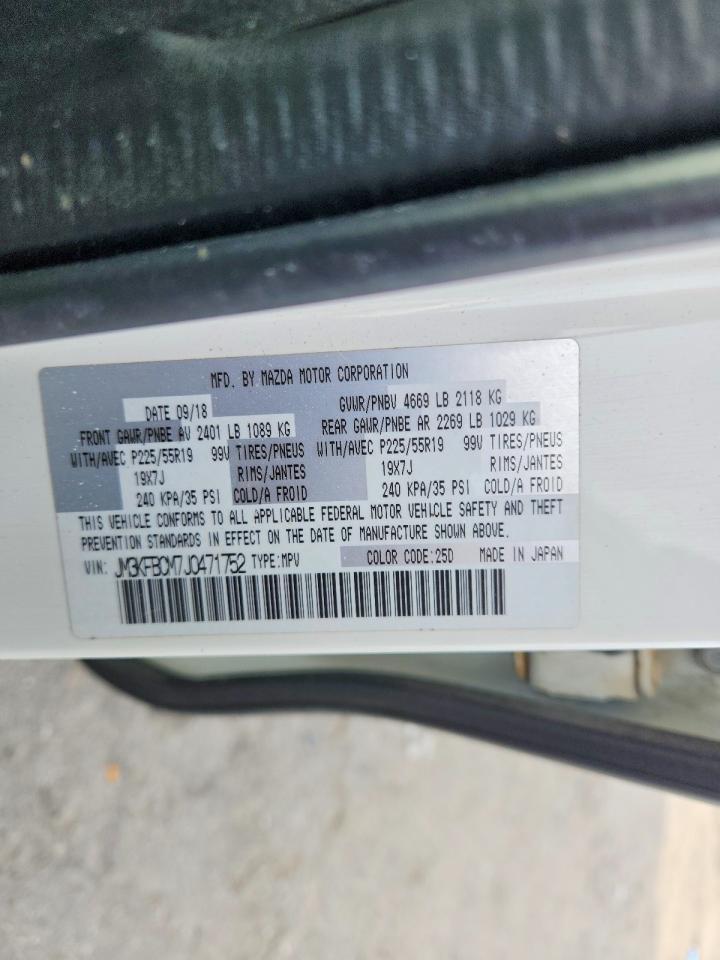 MFD. BY MAZDA MOTOR CORPORATION
DATE 09/18 GVWR/PNBV 4669 LB 2118 KG
FRONT GAWR/PNBE AV 2401 LB 1089 KG REAR GAWR/PNBE AR 2269 LB 1029 KG
WITH/AVEC P225/55R19 99V TIRES/PNEUS WITH/AVEC P225/55R19 99V TIRES/PNEUS
19X7J RIMS/JANTES 19X7J RIMS/JANTES
240 KPA/35 PSI COLD/A FROID 240 KPA/35 PSI COLD/A FROID
THIS VEHICLE CONFORMS TO ALL APPLICABLE FEDERAL MOTOR VEHICLE SAFETY AND THEFT
PREVENTION STANDARDS IN EFFECT ON THE DATE OF MANUFACTURE SHOWN ABOVE.
VIN: JM3KFBCM7J0471752 TYPE:MPV COLOR CODE:25D MADE IN JAPAN